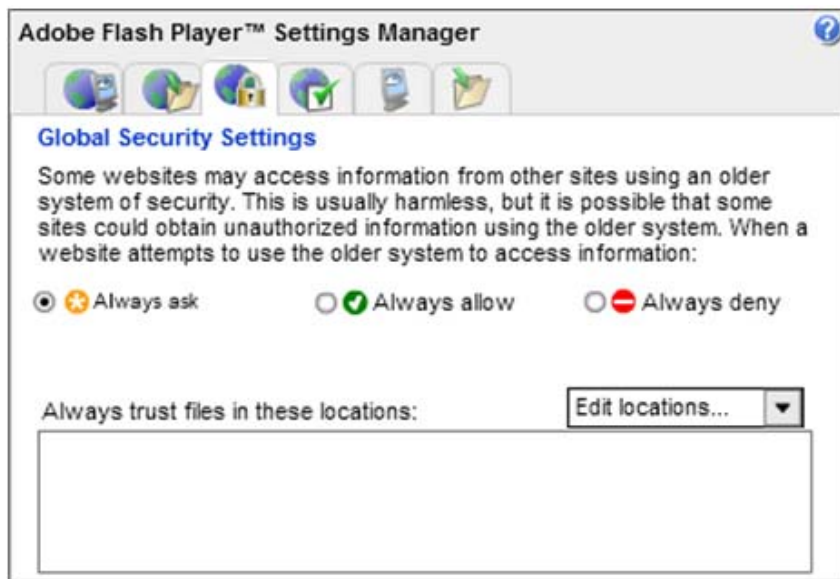 Adobe Flash Player™ Settings Manager
?
Global Security Settings
Some websites may access information from other sites using an older
system of security. This is usually harmless, but it is possible that some
sites could obtain unauthorized information using the older system. When a
website attempts to use the older system to access information:
Always ask Always allow Always deny
Always trust files in these locations: Edit locations...